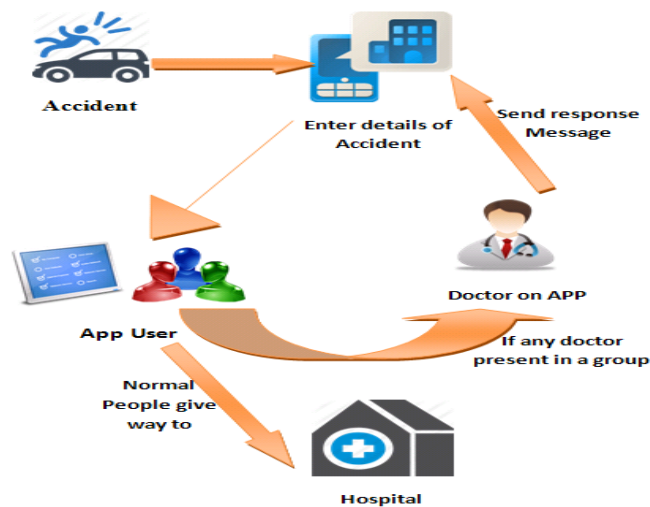 Accident
Enter details of
Accident
Send response
Message
Doctor on APP
App User
If any doctor
present in a group
Normal
People give
way to
Hospital